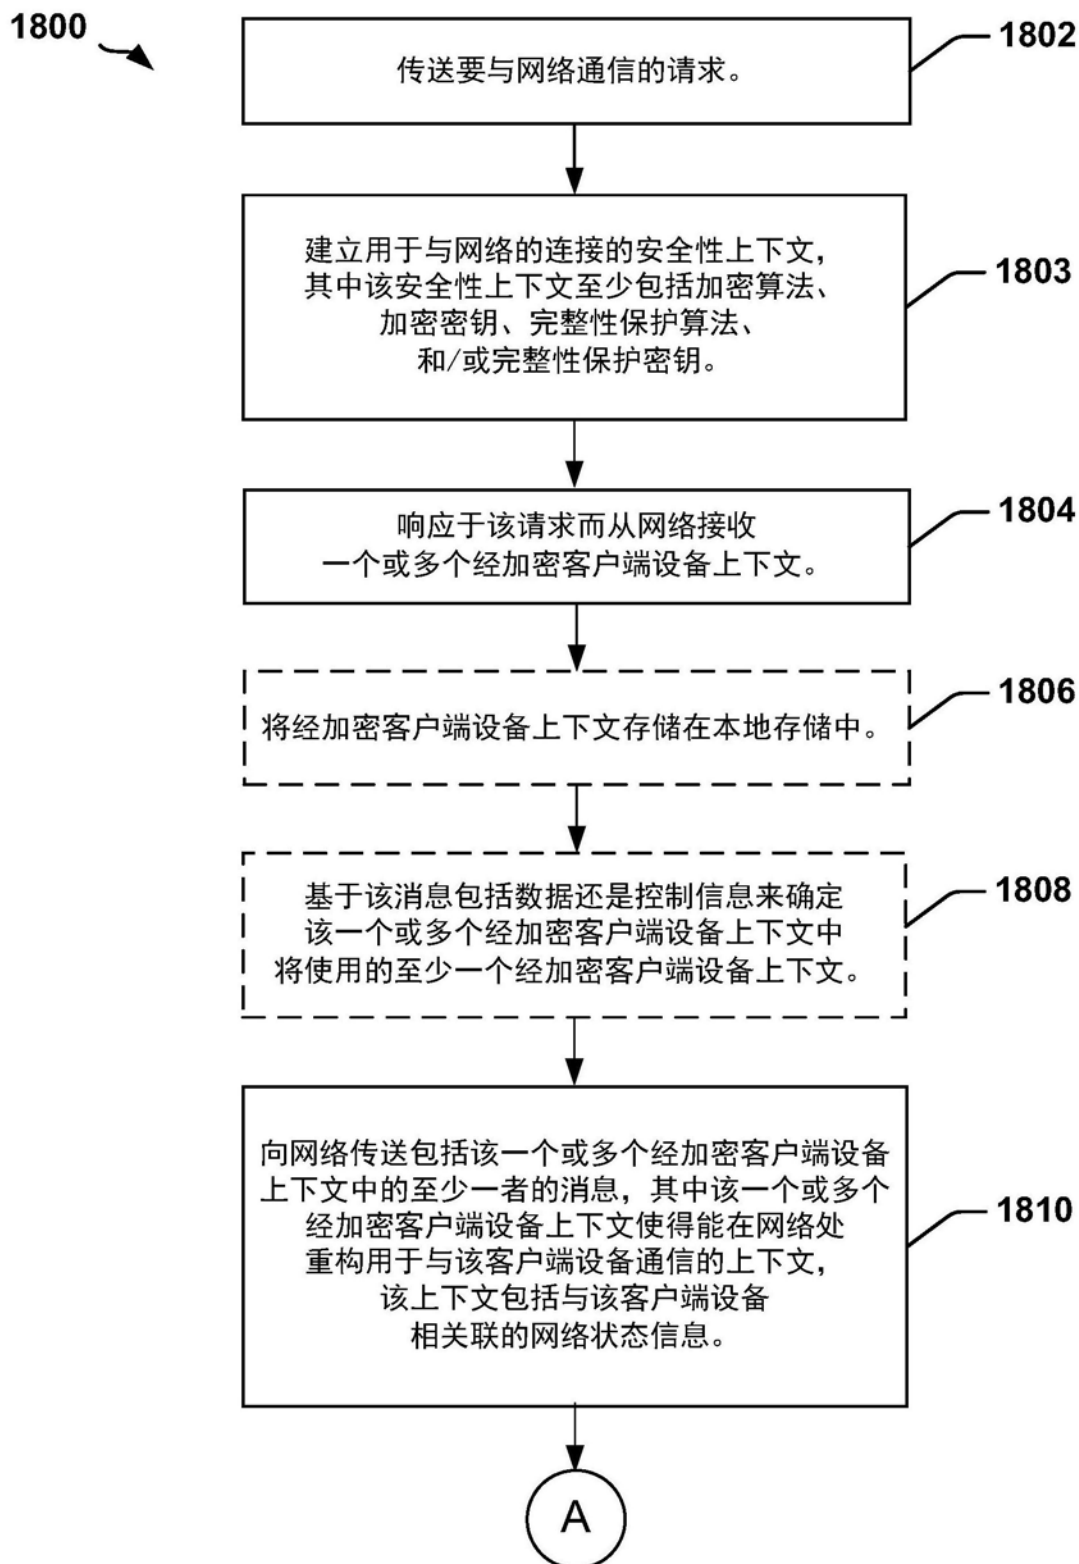 1800
1802
传送要与网络通信的请求。
1803
建立用于与网络的连接的安全性上下文，
其中该安全性上下文至少包括加密算法、
加密密钥、完整性保护算法、
和/或完整性保护密钥。
1804
响应于该请求而从网络接收
一个或多个经加密客户端设备上下文。
1806
将经加密客户端设备上下文存储在本地存储中。
1808
基于该消息包括数据还是控制信息来确定
该一个或多个经加密客户端设备上下文中
将使用的至少一个经加密客户端设备上下文。
1810
向网络传送包括该一个或多个经加密客户端设备
上下文中的至少一者的消息，其中该一个或多个
经加密客户端设备上下文使得能在网络处
重构用于与该客户端设备通信的上下文，
该上下文包括与该客户端设备
相关联的网络状态信息。
A